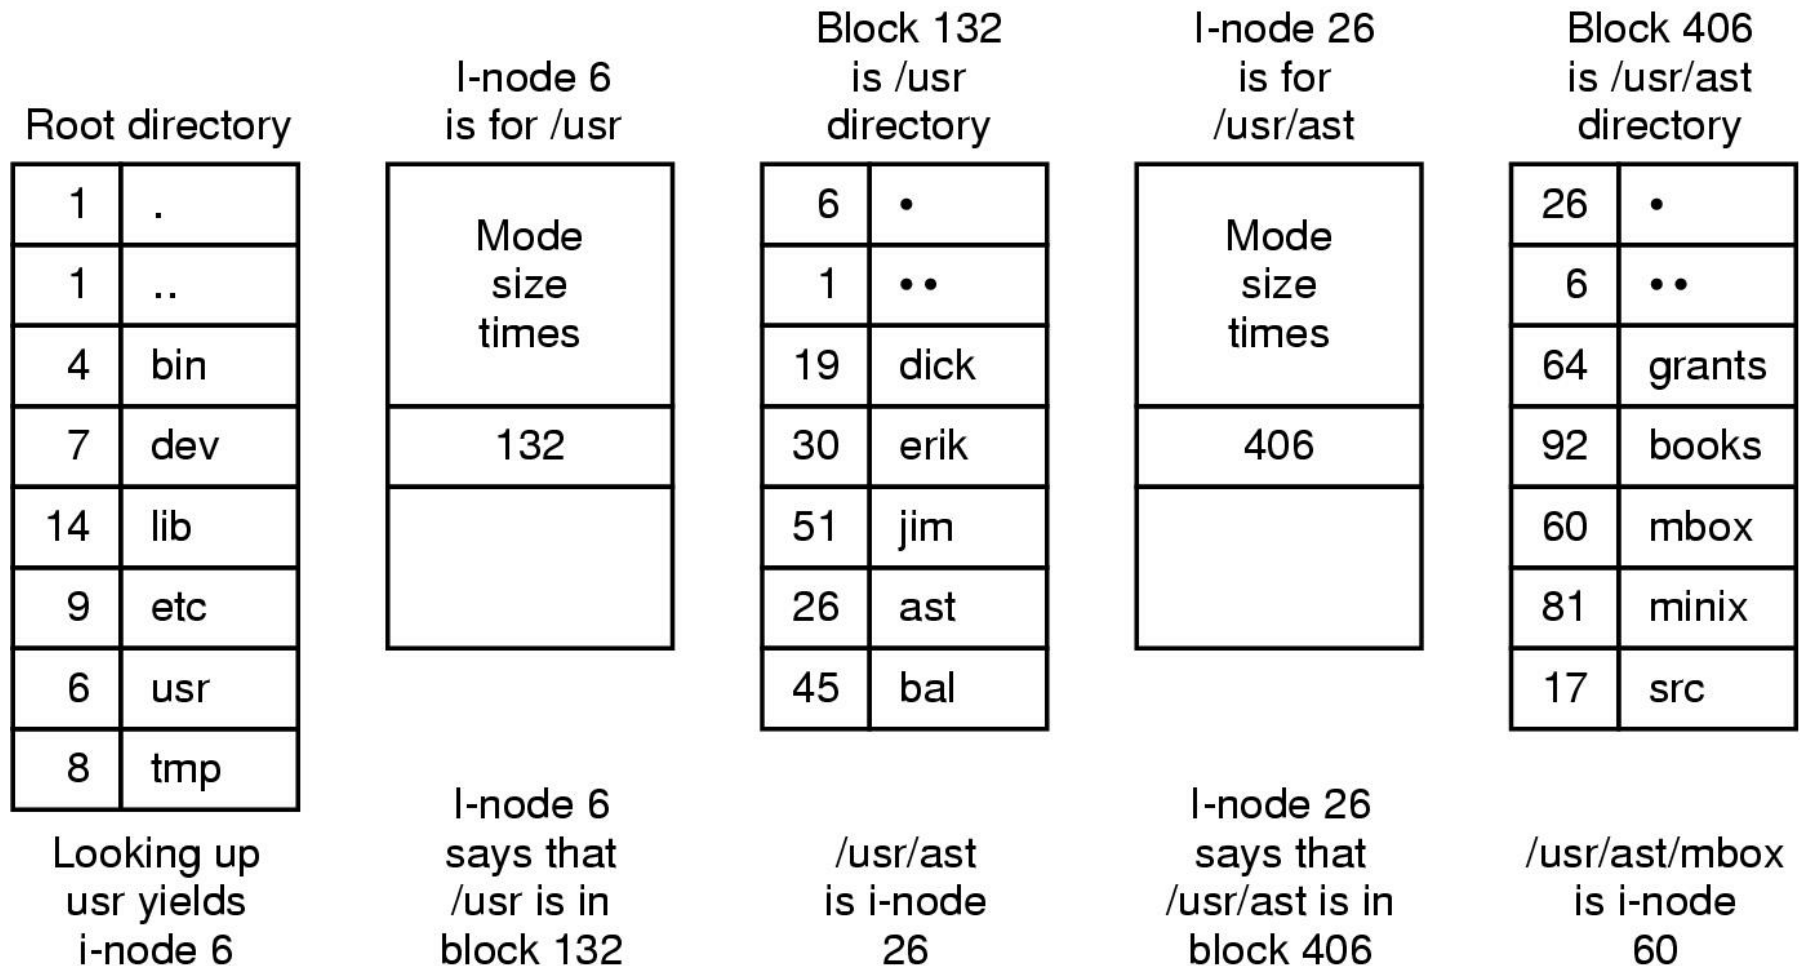 Root directory
1 .
1 ..
4 bin
7 dev
14 lib
9 etc
6 usr
8 tmp
Looking up
usr yields
i-node 6
I-node 6
is for /usr
Mode
size
times
132
I-node 6
says that
/usr is in
block 132
Block 132
is /usr
directory
6 •
1 ••
19 dick
30 erik
51 jim
26 ast
45 bal
/usr/ast
is i-node
26
I-node 26
is for
/usr/ast
Mode
size
times
406
I-node 26
says that
/usr/ast is in
block 406
Block 406
is /usr/ast
directory
26 •
6 ••
64 grants
92 books
60 mbox
81 minix
17 src
/usr/ast/mbox
is i-node
60